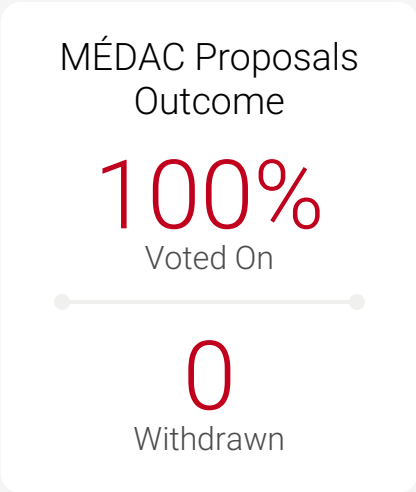 MÉDAC Proposals
Outcome
100%
Voted On
0
Withdrawn